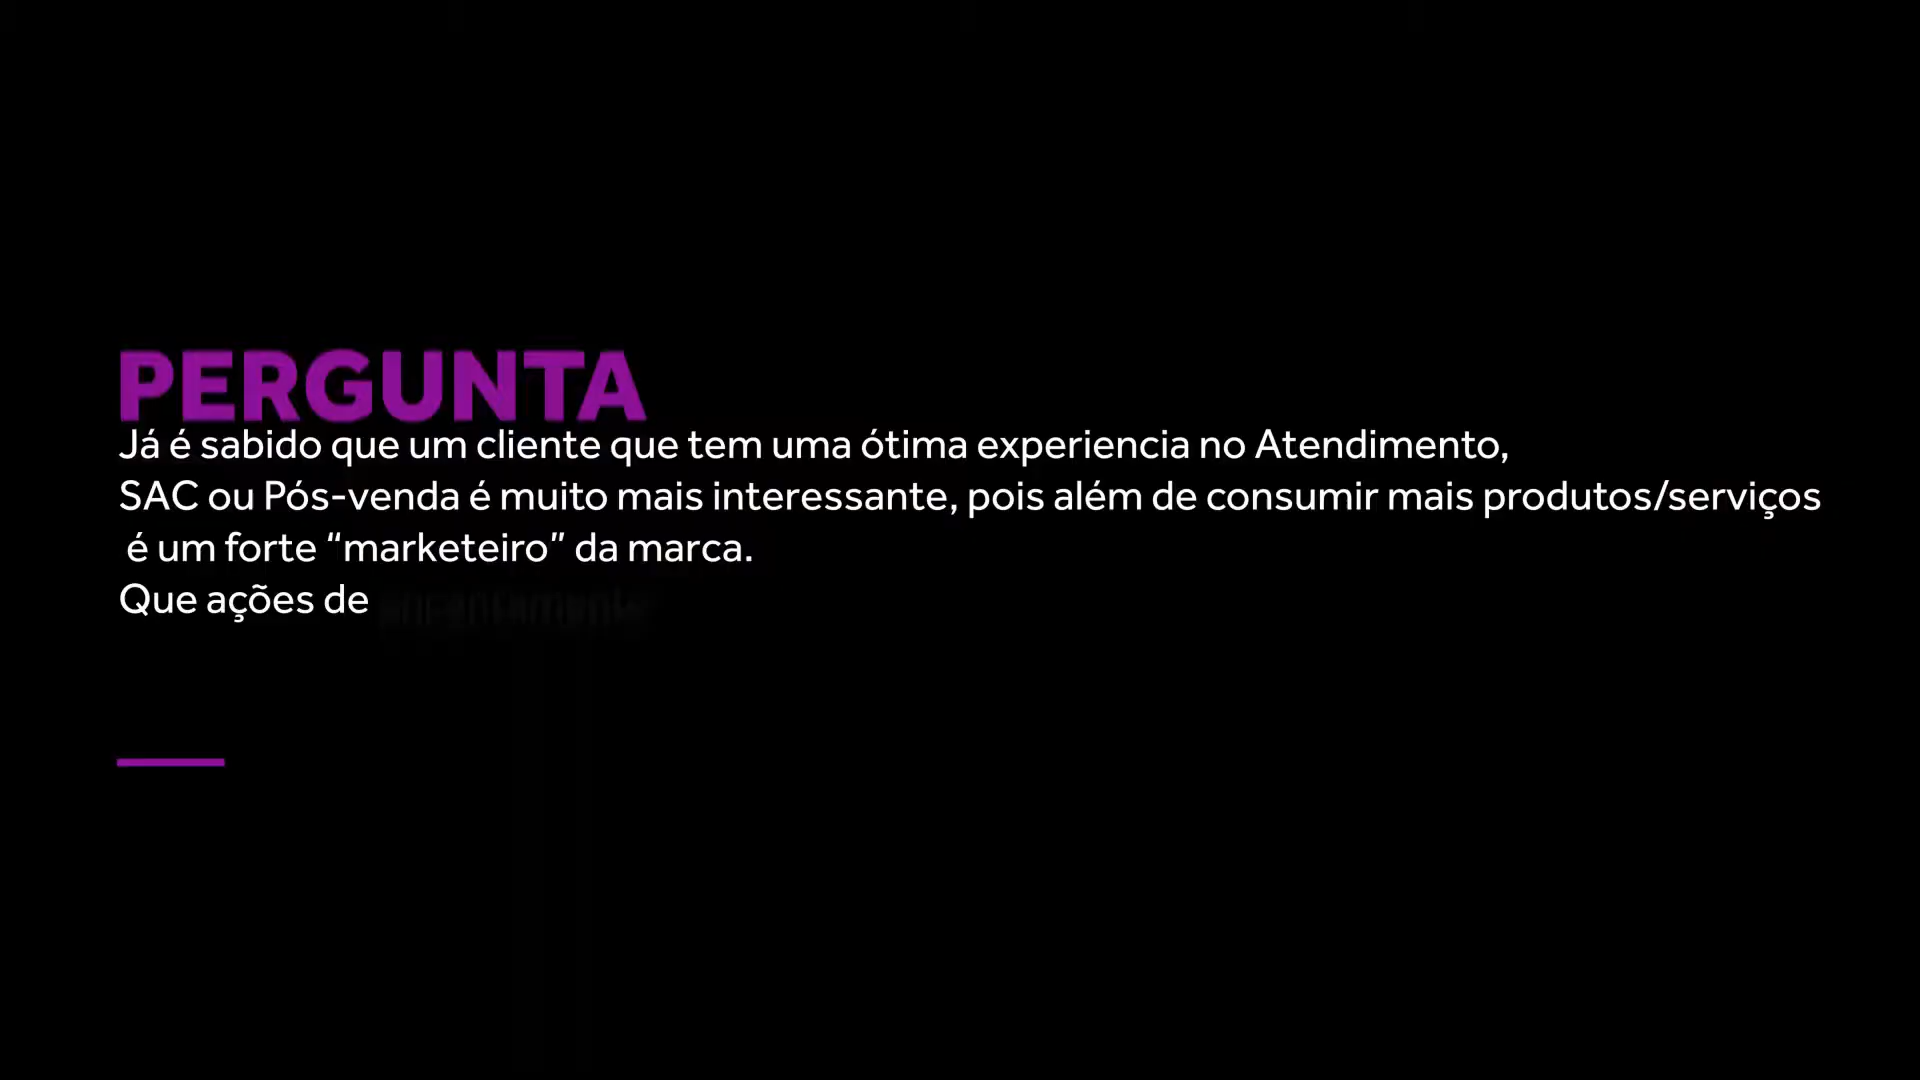 PERGUNTA
Já é sabido que um cliente que tem uma ótima experiencia no Atendimento,
SAC ou Pós-venda é muito mais interessante, pois além de consumir mais produtos/serviços
é um forte “marketeiro” da marca.
Que ações de